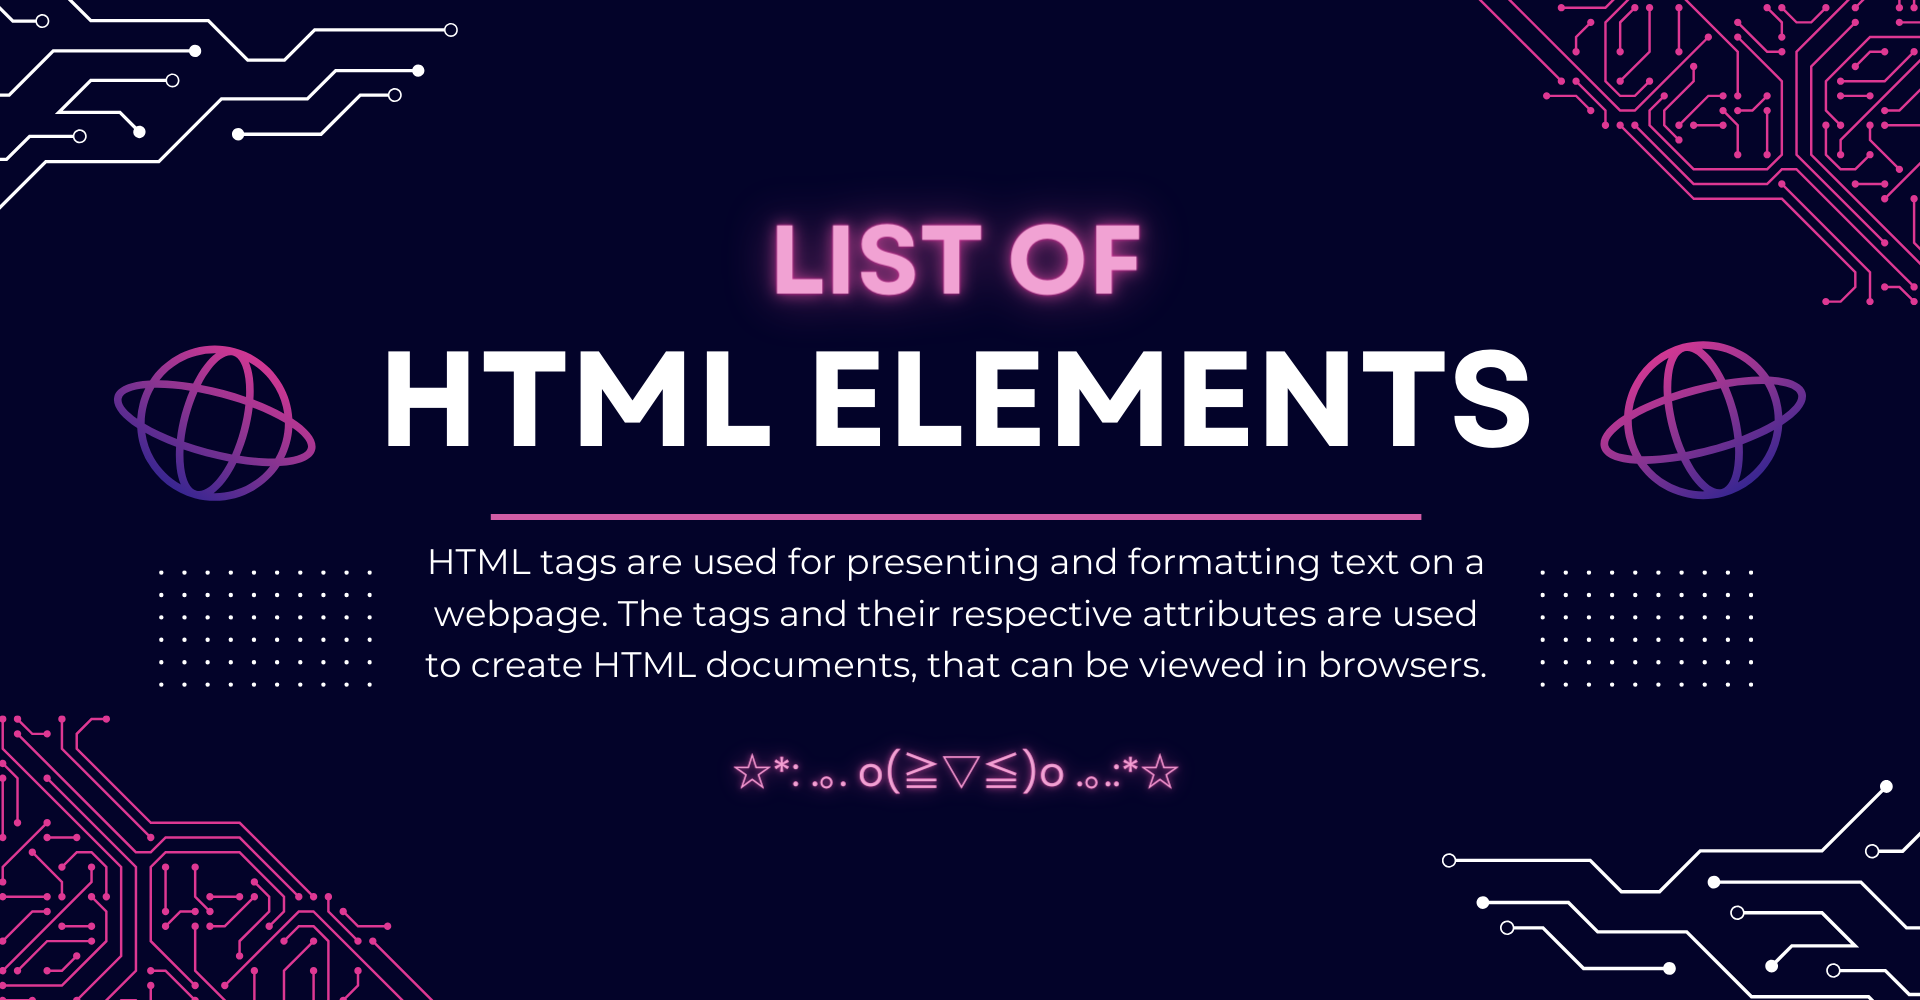 LIST OF
HTML ELEMENTS
HTML tags are used for presenting and formatting text on a
webpage. The tags and their respective attributes are used
to create HTML documents, that can be viewed in browsers.
☆*: .｡. o(≧▽≦)o .｡.:*☆